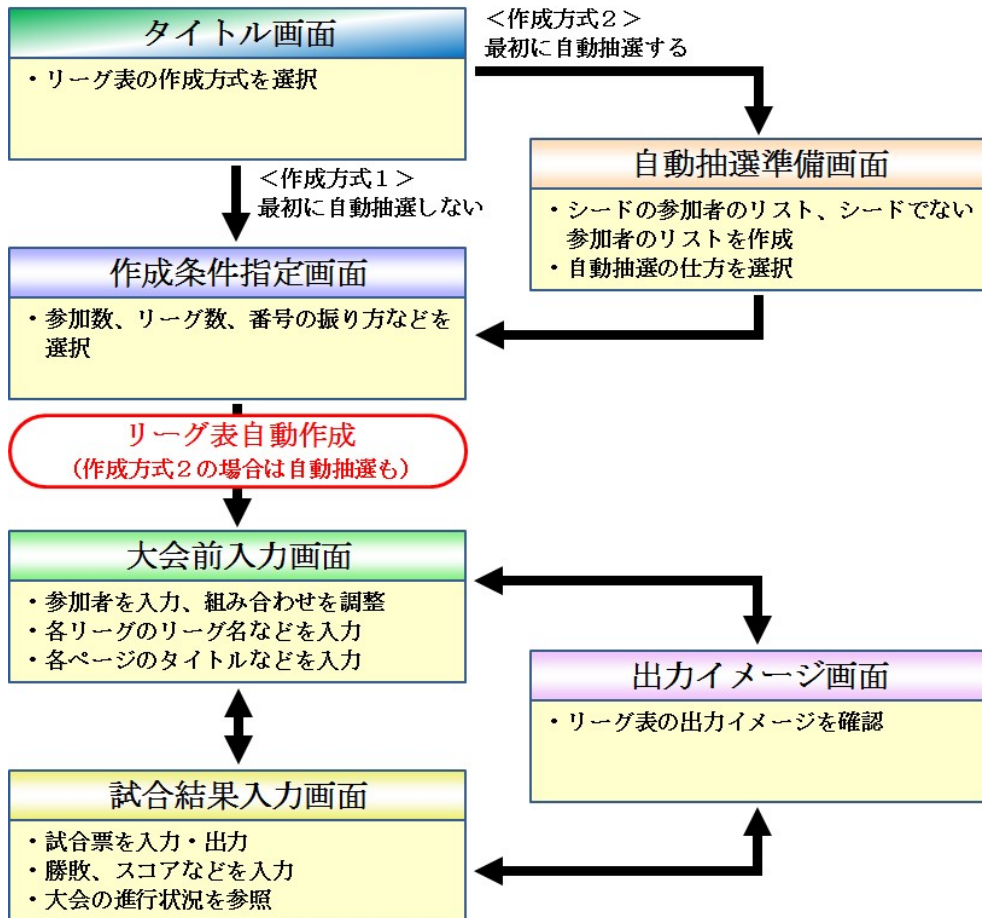 タイトル画面
・リーグ表の作成方式を選択
＜作成方式２＞
最初に自動抽選する
自動抽選準備画面
・シードの参加者のリスト、シードでない
参加者のリストを作成
・自動抽選の仕方を選択
＜作成方式１＞
最初に自動抽選しない
作成条件指定画面
・参加数、リーグ数、番号の振り方などを
選択
リーグ表自動作成
（作成方式２の場合は自動抽選も）
大会前入力画面
・参加者を入力、組み合わせを調整
・各リーグのリーグ名などを入力
・各ページのタイトルなどを入力
出力イメージ画面
・リーグ表の出力イメージを確認
試合結果入力画面
・試合票を入力・出力
・勝敗、スコアなどを入力
・大会の進行状況を参照